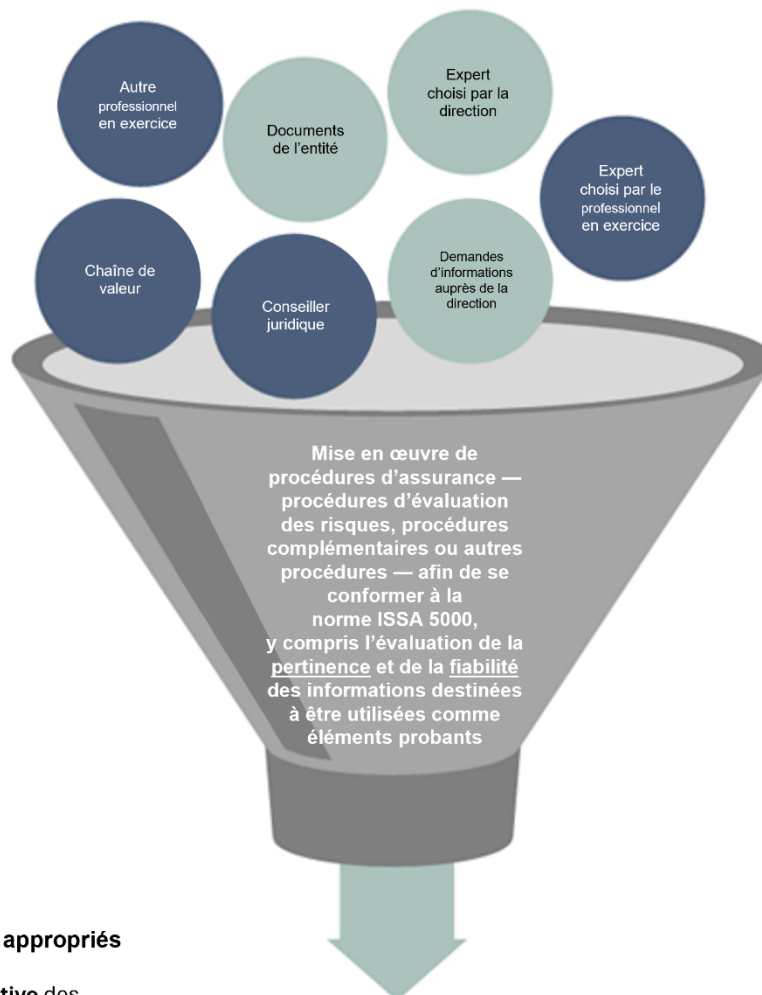 Autre
professionnel
en exercice
Documents
de l'entité
Expert
choisi par la
direction
Expert
choisi par le
professionnel
en exercice
Chaîne de
valeur
Conseiller
juridique
Demandes
d'informations
auprès de la
direction
Mise en œuvre de
procédures d'assurance —
procédures d'évaluation
des risques, procédures
complémentaires ou autres
procédures — afin de se
conformer à la
norme ISSA 5000,
y compris l'évaluation de la
pertinence et de la fiabilité
des informations destinées
à être utilisées comme
éléments probants
appropriés
tive des